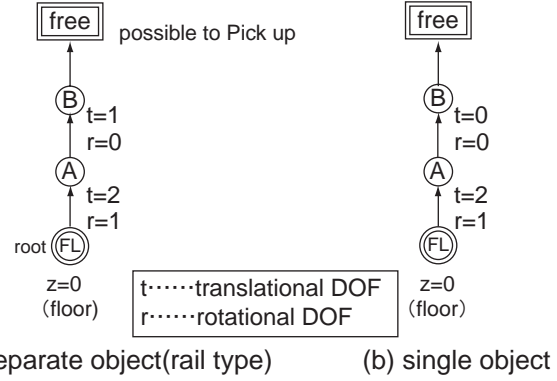 free
possible to Pick up
B
t=1
r=0
A
t=2
r=1
root
FL
z=0
(floor)
free
B
t=0
r=0
A
t=2
r=1
FL
z=0
(floor)
t······translational DOF
r······rotational DOF
eparate object(rail type)
(b) single object